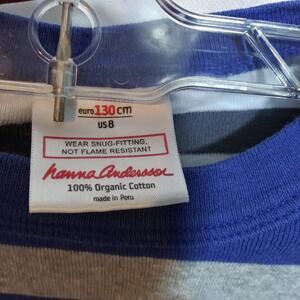 euro 130 cm
US 8
WEAR SNUG-FITTING,
NOT FLAME RESISTANT
hanna andersson
100% Organic Cotton
made in Peru